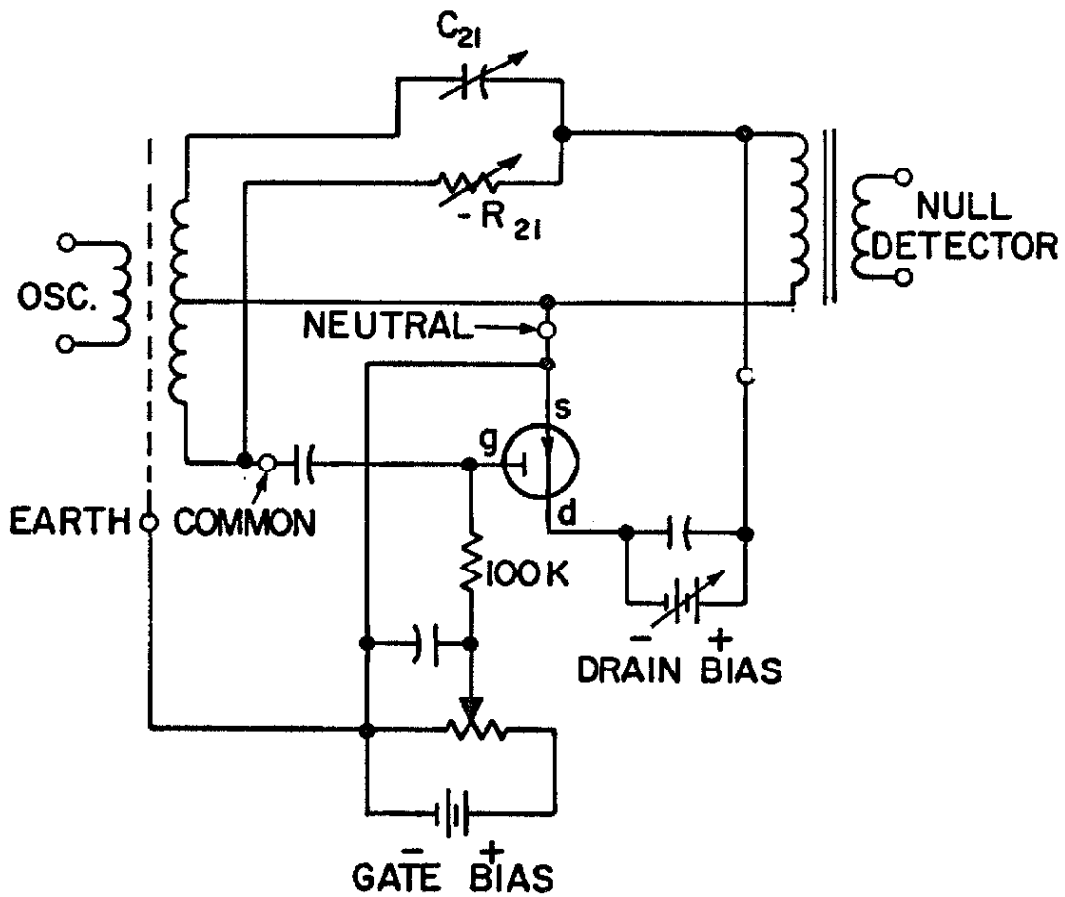 C21
-R21
OSC.
NULL
DETECTOR
NEUTRAL
s
g
d
EARTH
COMMON
100K
- +
DRAIN BIAS
- +
GATE BIAS